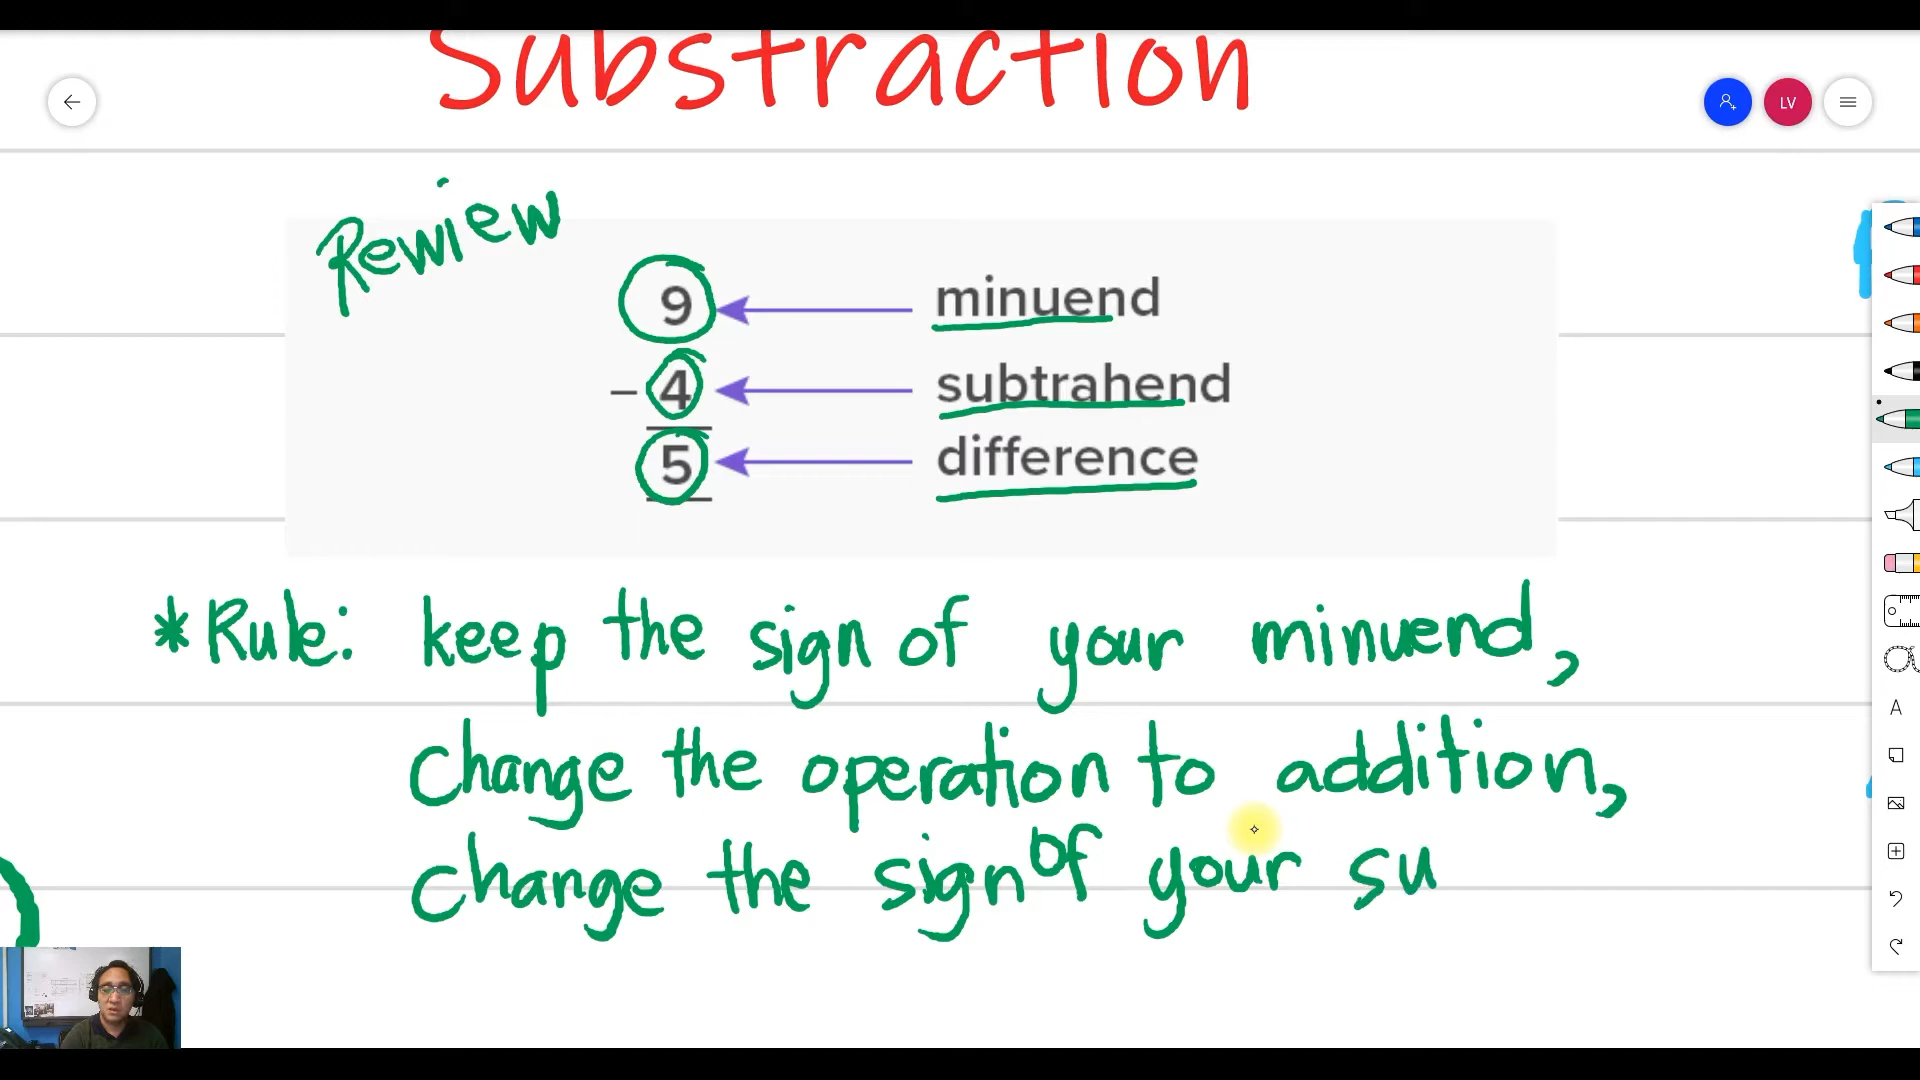 Substraction
LV
Rewiew
9 minuend
- 4 subtrahend
5 difference
*Rule: keep the sign of your minuend,
change the operation to addition,
change the sign of your su
A